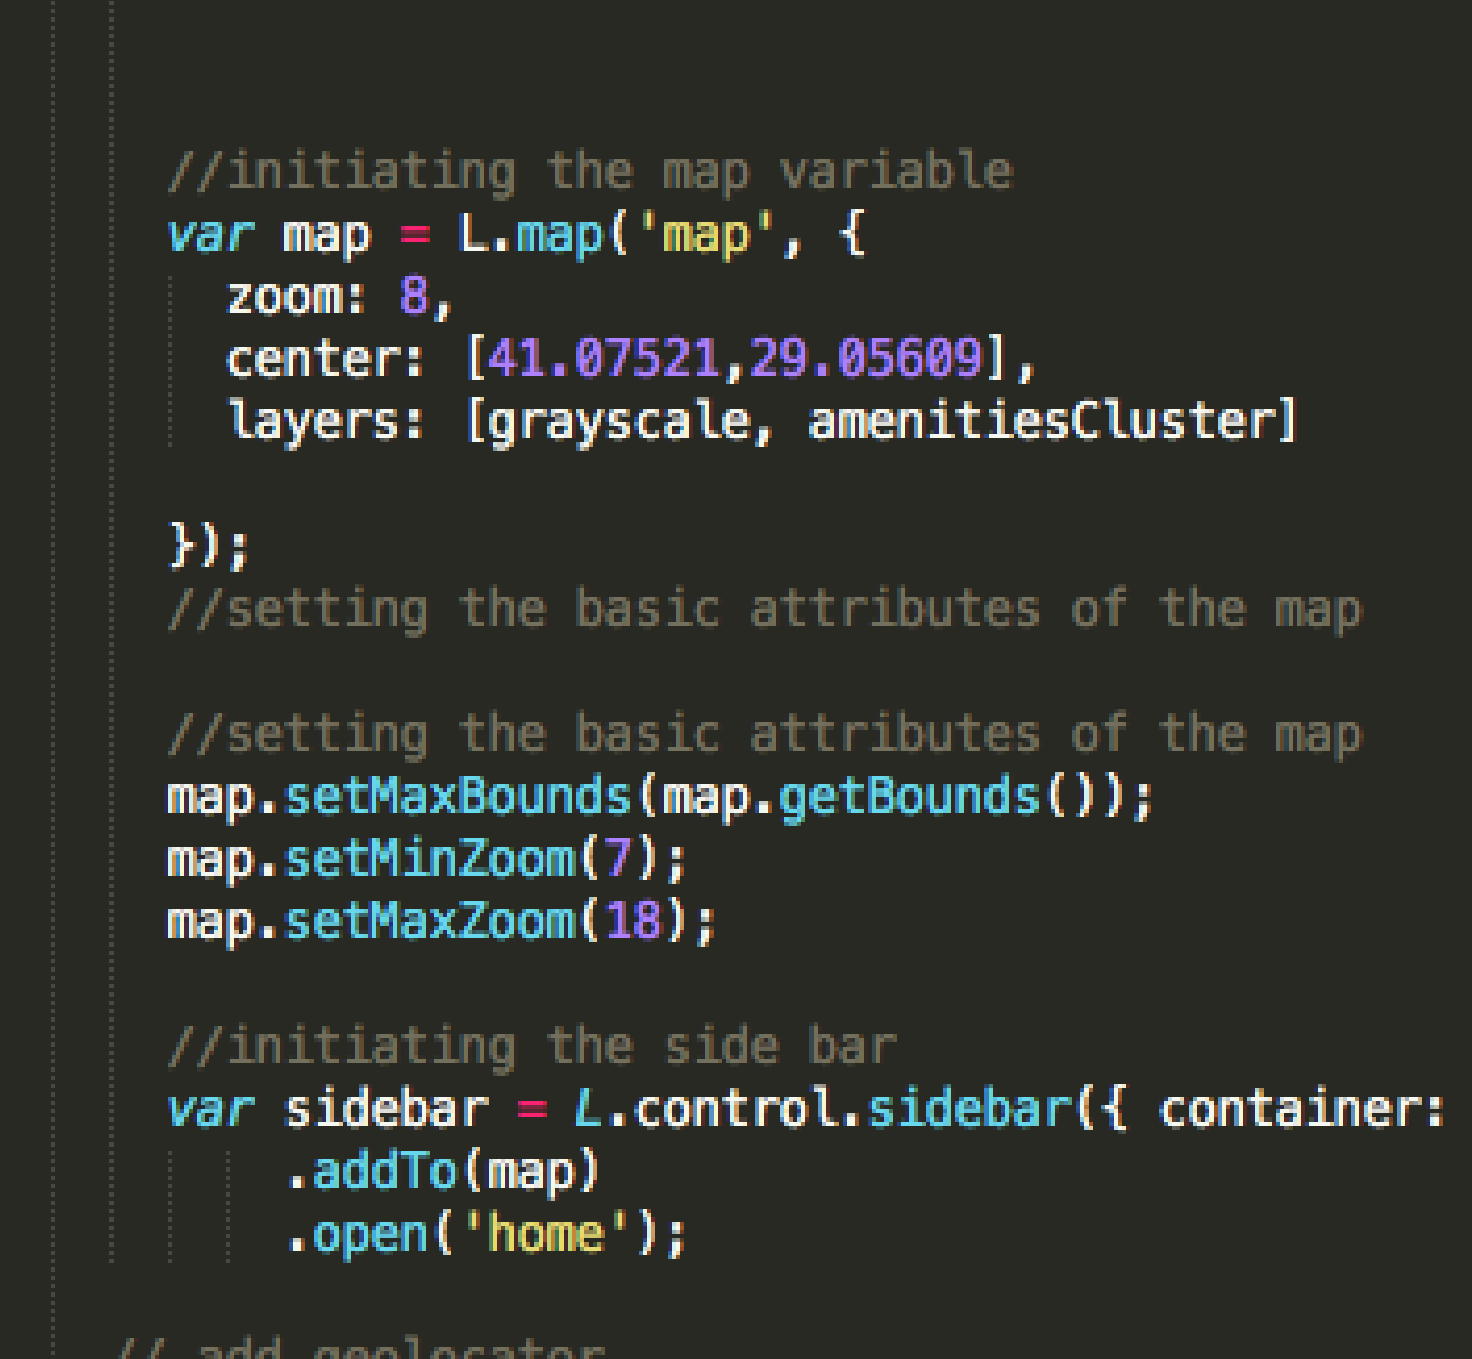 //initiating the map variable
var map = L.map('map', {
zoom: 8,
center: [41.07521,29.05609],
layers: [grayscale, amenitiesCluster]
});
//setting the basic attributes of the map
//setting the basic attributes of the map
map.setMaxBounds(map.getBounds());
map.setMinZoom(7);
map.setMaxZoom(18);
//initiating the side bar
var sidebar = L.control.sidebar({ container:
.addTo(map)
.open('home');
// add geolocater